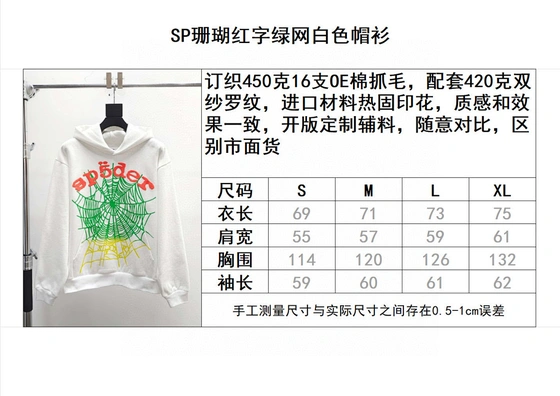 SP珊瑚红字绿网白色帽衫
订织450克16支OE棉抓毛，配套420克双
纱罗纹，进口材料热固印花，质感和效
果一致，开版定制辅料，随意对比，区
别市面货
sp5der
尺码 S M L XL
衣长 69 71 73 75
肩宽 55 57 59 61
胸围 114 120 126 132
袖长 59 60 61 62
手工测量尺寸与实际尺寸之间存在0.5-1cm误差